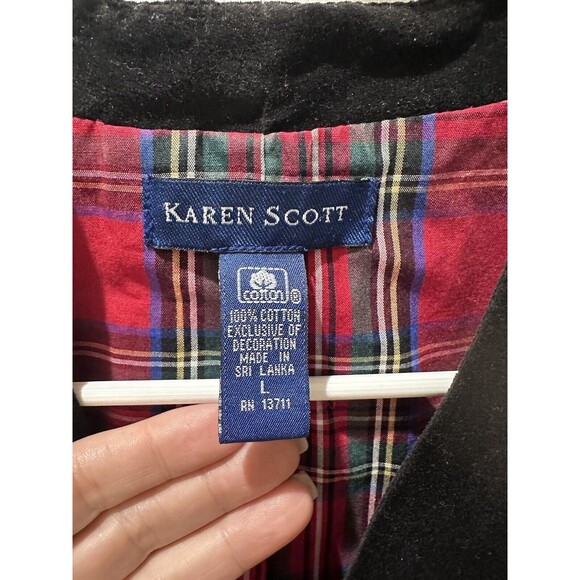 KAREN SCOTT
cotton®
100% COTTON
EXCLUSIVE OF
DECORATION
MADE IN
SRI LANKA
L
RN 13711